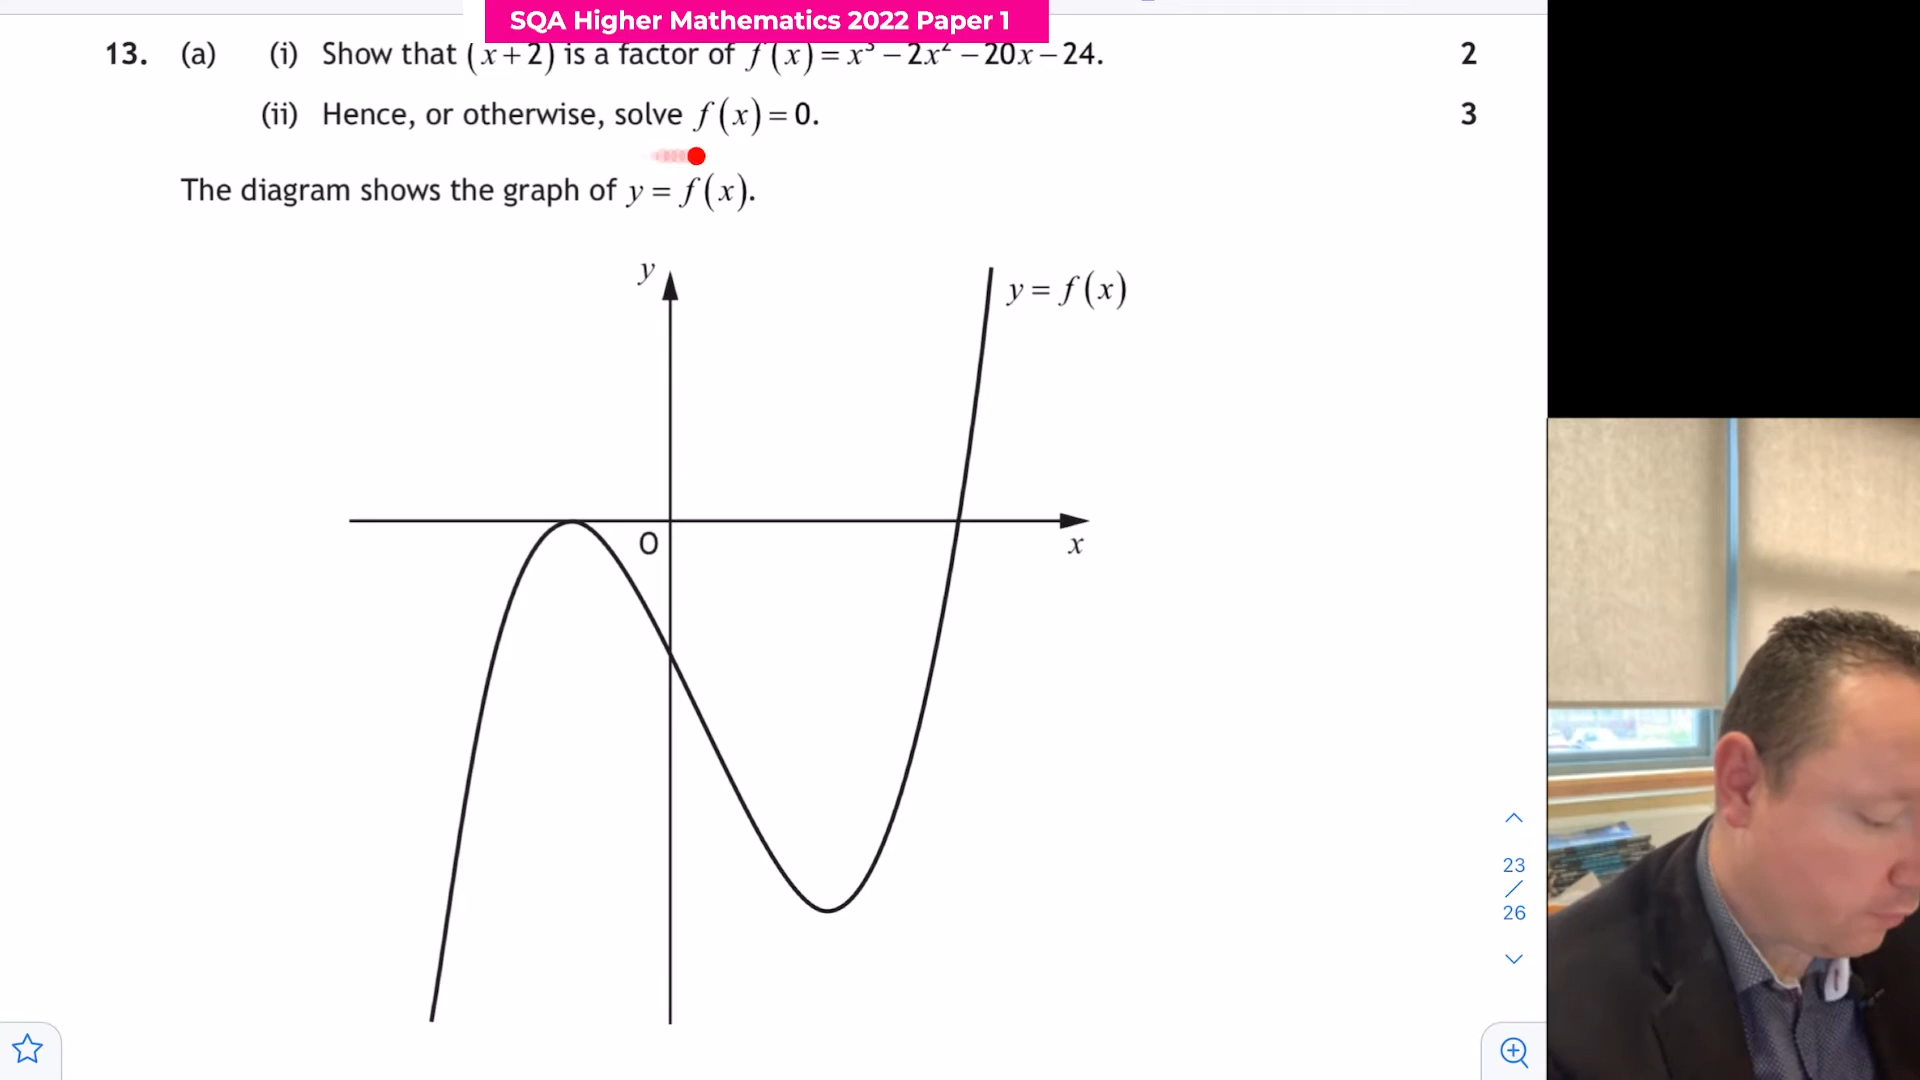 SQA Higher Mathematics 2022 Paper 1
13. (a) (i) Show that (x+2) is a factor of f(x)=x³−2x²−20x−24. 2
(ii) Hence, or otherwise, solve f(x)=0. 3
The diagram shows the graph of y=f(x).
y
y=f(x)
O
x
23
/
26